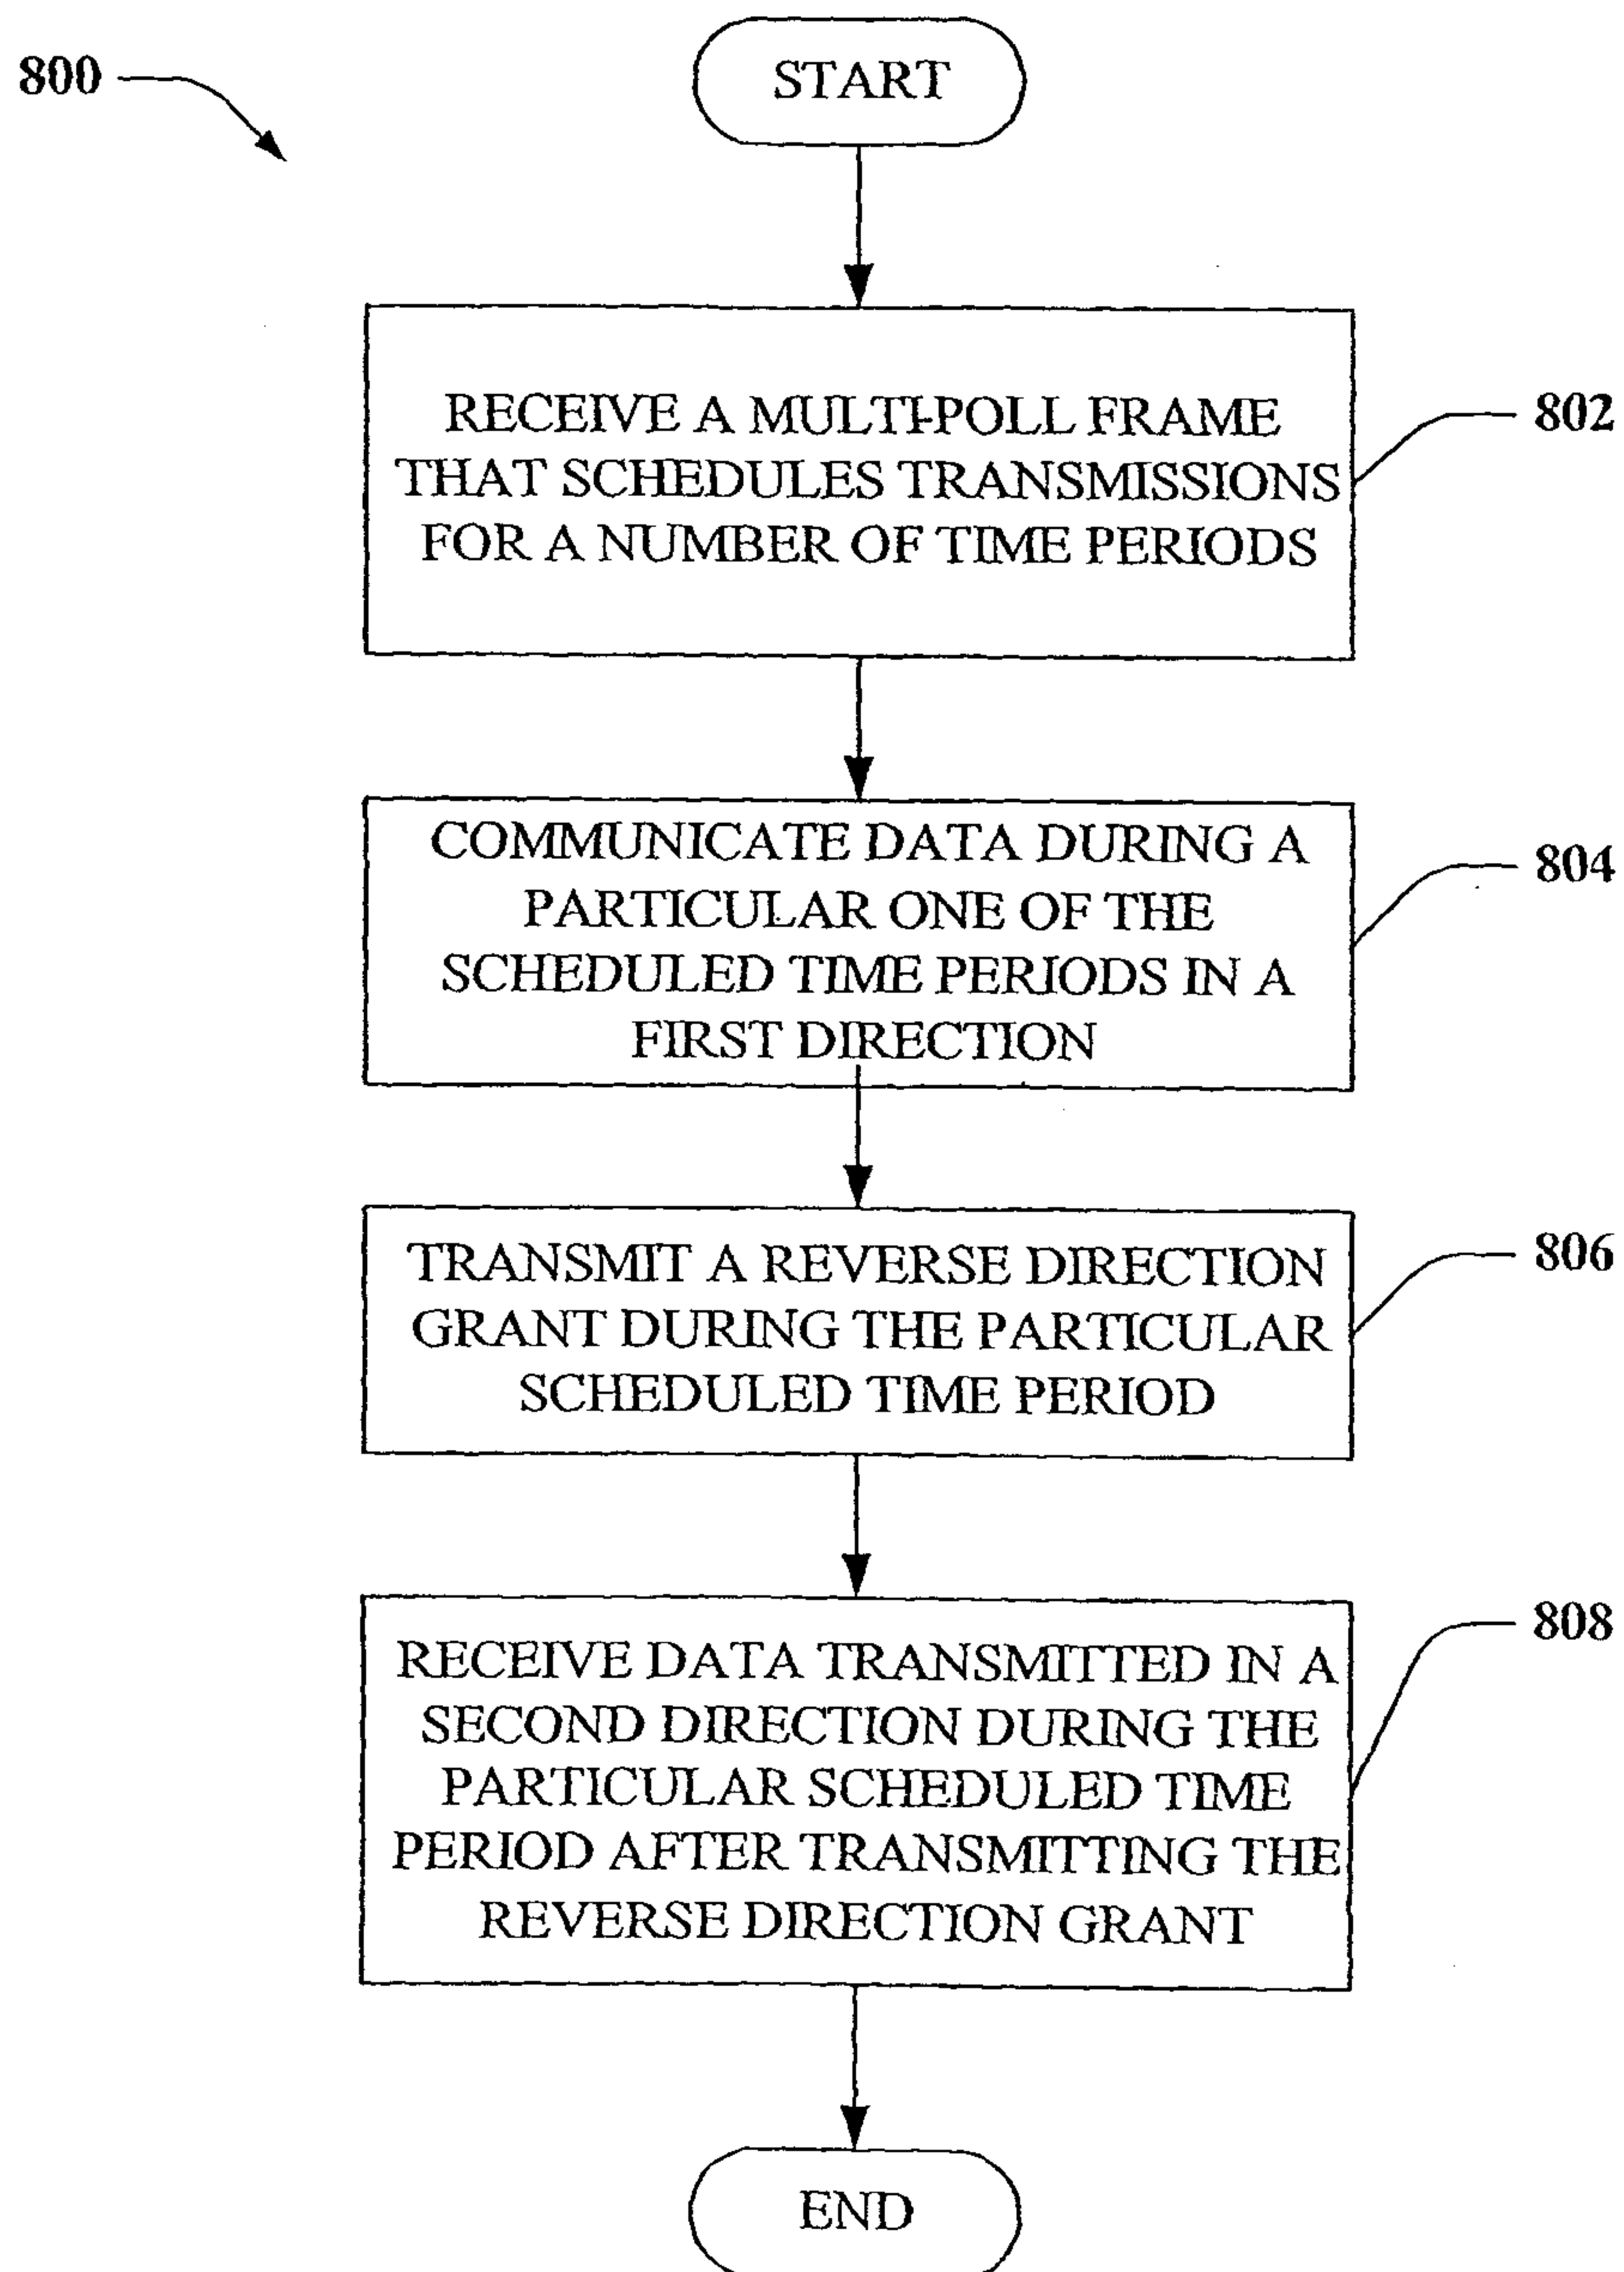 800
START
RECEIVE A MULTI-POLL FRAME
THAT SCHEDULES TRANSMISSIONS
FOR A NUMBER OF TIME PERIODS
802
COMMUNICATE DATA DURING A
PARTICULAR ONE OF THE
SCHEDULED TIME PERIODS IN A
FIRST DIRECTION
804
TRANSMIT A REVERSE DIRECTION
GRANT DURING THE PARTICULAR
SCHEDULED TIME PERIOD
806
RECEIVE DATA TRANSMITTED IN A
SECOND DIRECTION DURING THE
PARTICULAR SCHEDULED TIME
PERIOD AFTER TRANSMITTING THE
REVERSE DIRECTION GRANT
808
END